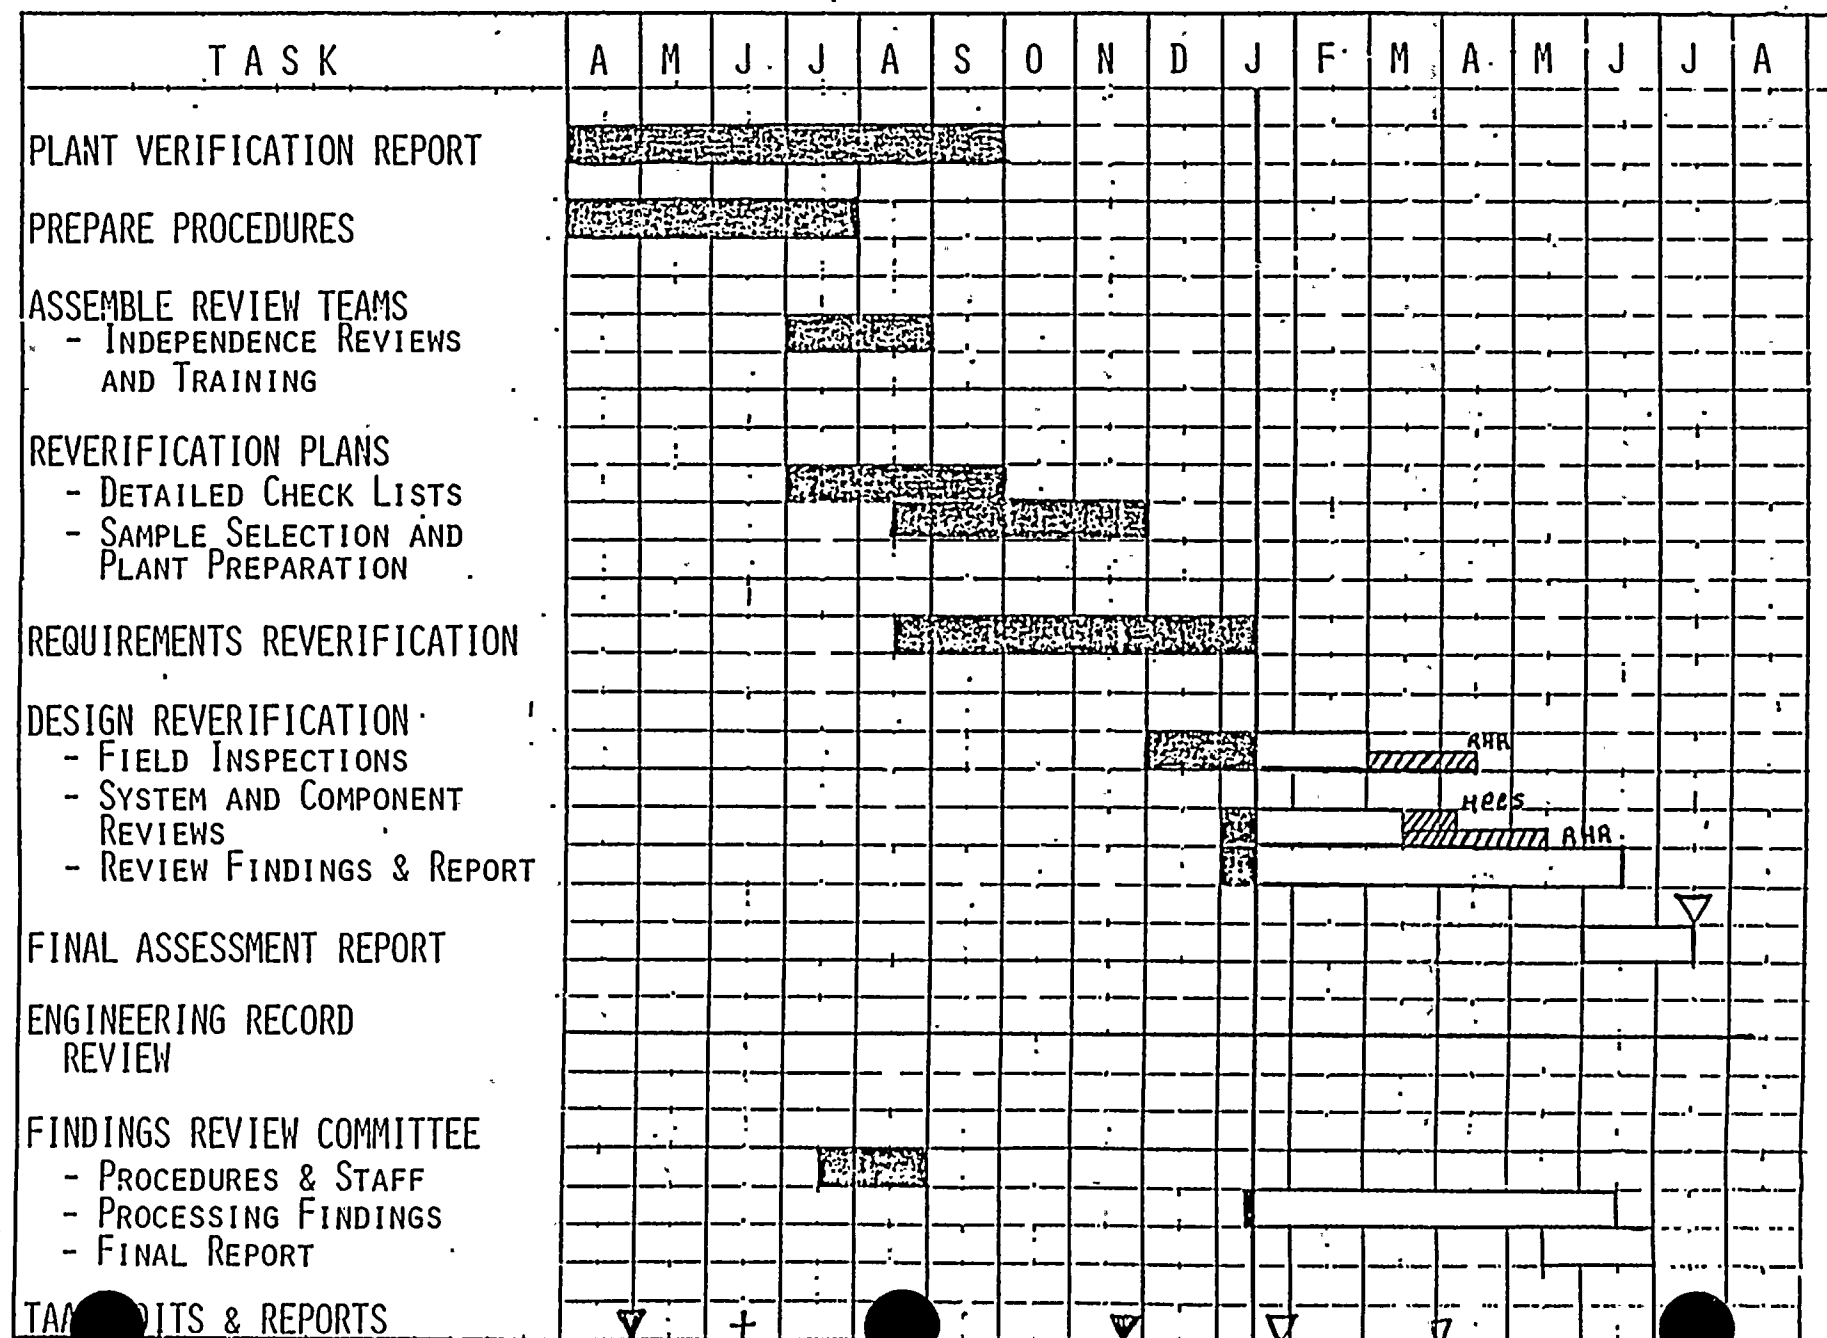 TASK A M J J A S O N D J F M A M J J A
PLANT VERIFICATION REPORT
PREPARE PROCEDURES
ASSEMBLE REVIEW TEAMS
- INDEPENDENCE REVIEWS
AND TRAINING
REVERIFICATION PLANS
- DETAILED CHECK LISTS
- SAMPLE SELECTION AND
PLANT PREPARATION
REQUIREMENTS REVERIFICATION
DESIGN REVERIFICATION
- FIELD INSPECTIONS
RHR
- SYSTEM AND COMPONENT
HPCS
REVIEWS
RHR
- REVIEW FINDINGS & REPORT
FINAL ASSESSMENT REPORT
ENGINEERING RECORD
REVIEW
FINDINGS REVIEW COMMITTEE
- PROCEDURES & STAFF
- PROCESSING FINDINGS
- FINAL REPORT
& REPORTS